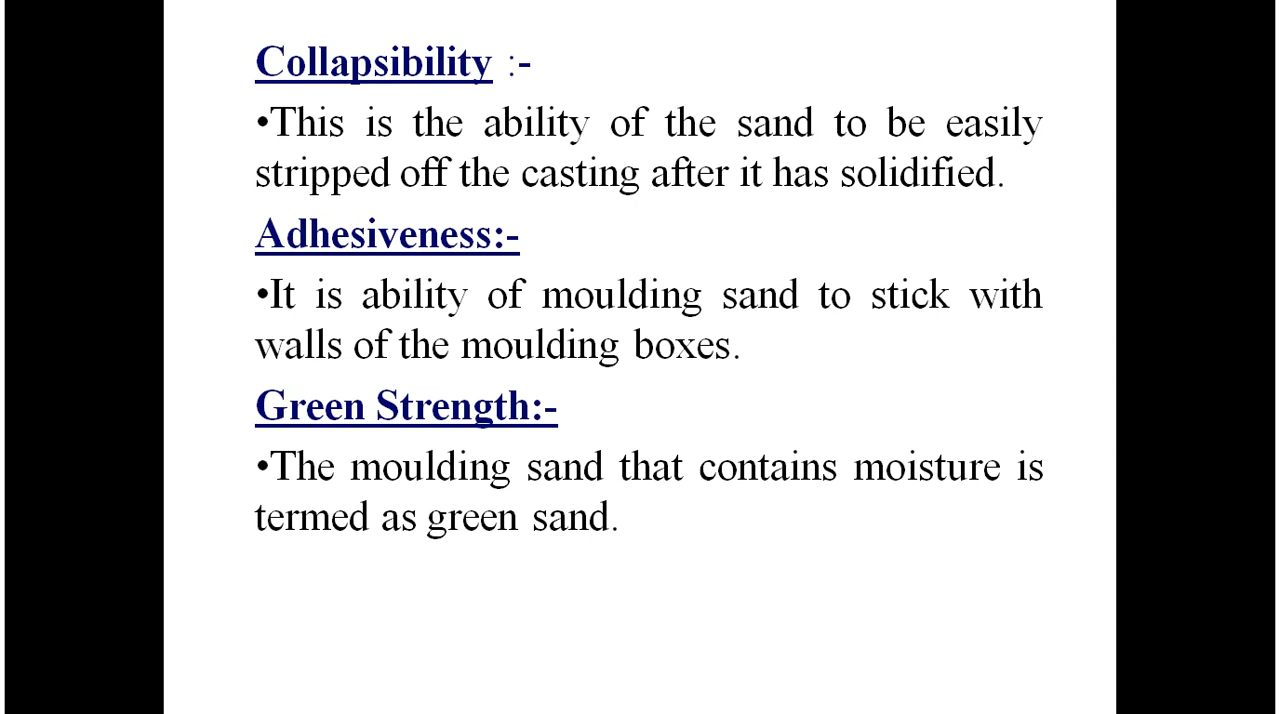 Collapsibility :-
•This is the ability of the sand to be easily
stripped off the casting after it has solidified.
Adhesiveness:-
•It is ability of moulding sand to stick with
walls of the moulding boxes.
Green Strength:-
•The moulding sand that contains moisture is
termed as green sand.